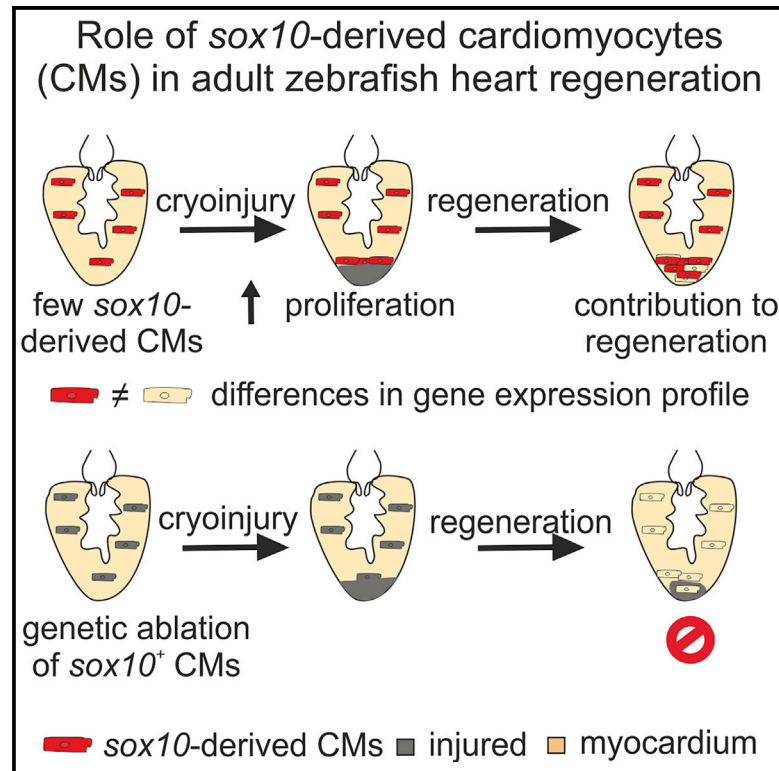 Role of sox10-derived cardiomyocytes
(CMs) in adult zebrafish heart regeneration
cryoinjury
regeneration
few sox10-
derived CMs
proliferation
contribution to
regeneration
≠ differences in gene expression profile
cryoinjury
regeneration
genetic ablation
of sox10⁺ CMs
sox10-derived CMs
injured
myocardium